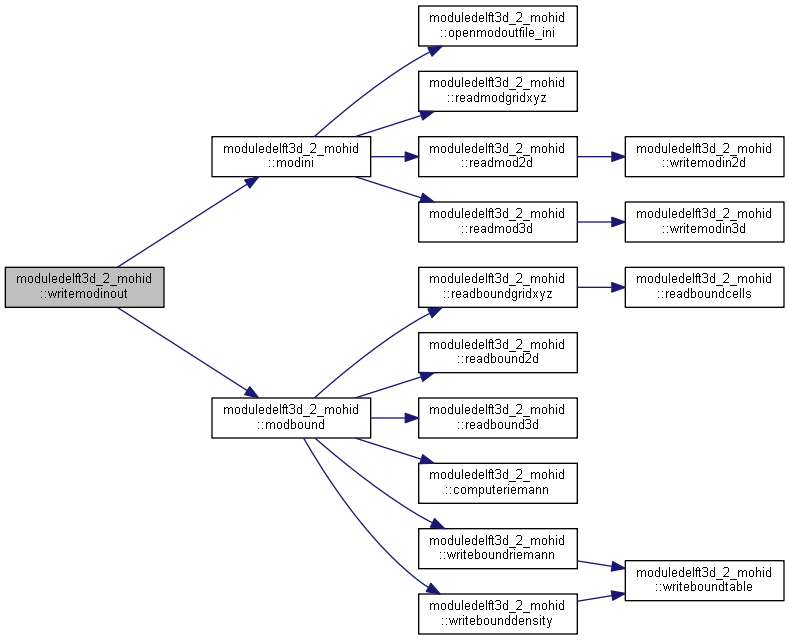 moduledelft3d_2_mohid
::openmodoutfile_ini
moduledelft3d_2_mohid
::readmodgridxyz
moduledelft3d_2_mohid
::modini
moduledelft3d_2_mohid
::readmod2d
moduledelft3d_2_mohid
::writemodin2d
moduledelft3d_2_mohid
::readmod3d
moduledelft3d_2_mohid
::writemodin3d
moduledelft3d_2_mohid
::writemodinout
moduledelft3d_2_mohid
::readboundgridxyz
moduledelft3d_2_mohid
::readboundcells
moduledelft3d_2_mohid
::readbound2d
moduledelft3d_2_mohid
::modbound
moduledelft3d_2_mohid
::readbound3d
moduledelft3d_2_mohid
::computeriemann
moduledelft3d_2_mohid
::writeboundriemann
moduledelft3d_2_mohid
::writeboundtable
moduledelft3d_2_mohid
::writebounddensity